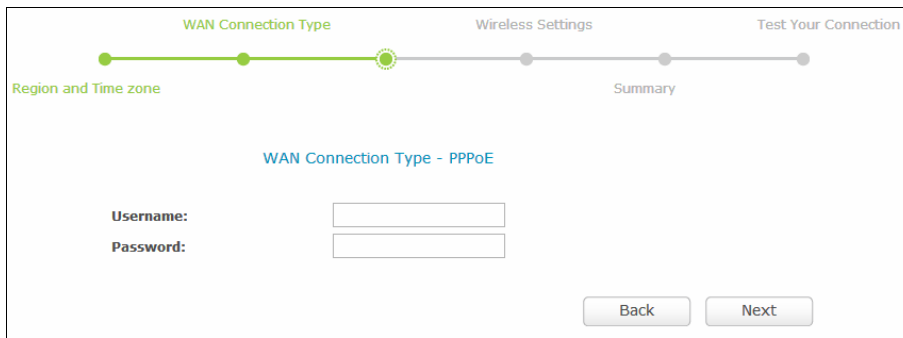 WAN Connection Type Wireless Settings Test Your Connection
Region and Time zone Summary
WAN Connection Type - PPPoE
Username:
Password:
Back Next